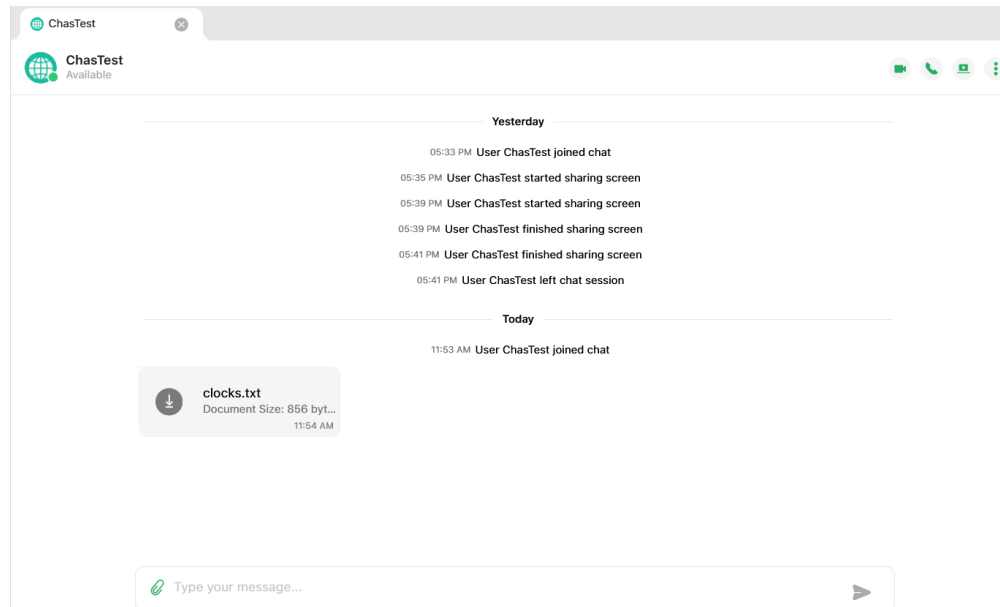 ChasTest
ChasTest
Available
Yesterday
05:33 PM User ChasTest joined chat
05:35 PM User ChasTest started sharing screen
05:39 PM User ChasTest started sharing screen
05:39 PM User ChasTest finished sharing screen
05:41 PM User ChasTest finished sharing screen
05:41 PM User ChasTest left chat session
Today
11:53 AM User ChasTest joined chat
clocks.txt
Document Size: 856 byt...
11:54 AM
Type your message...